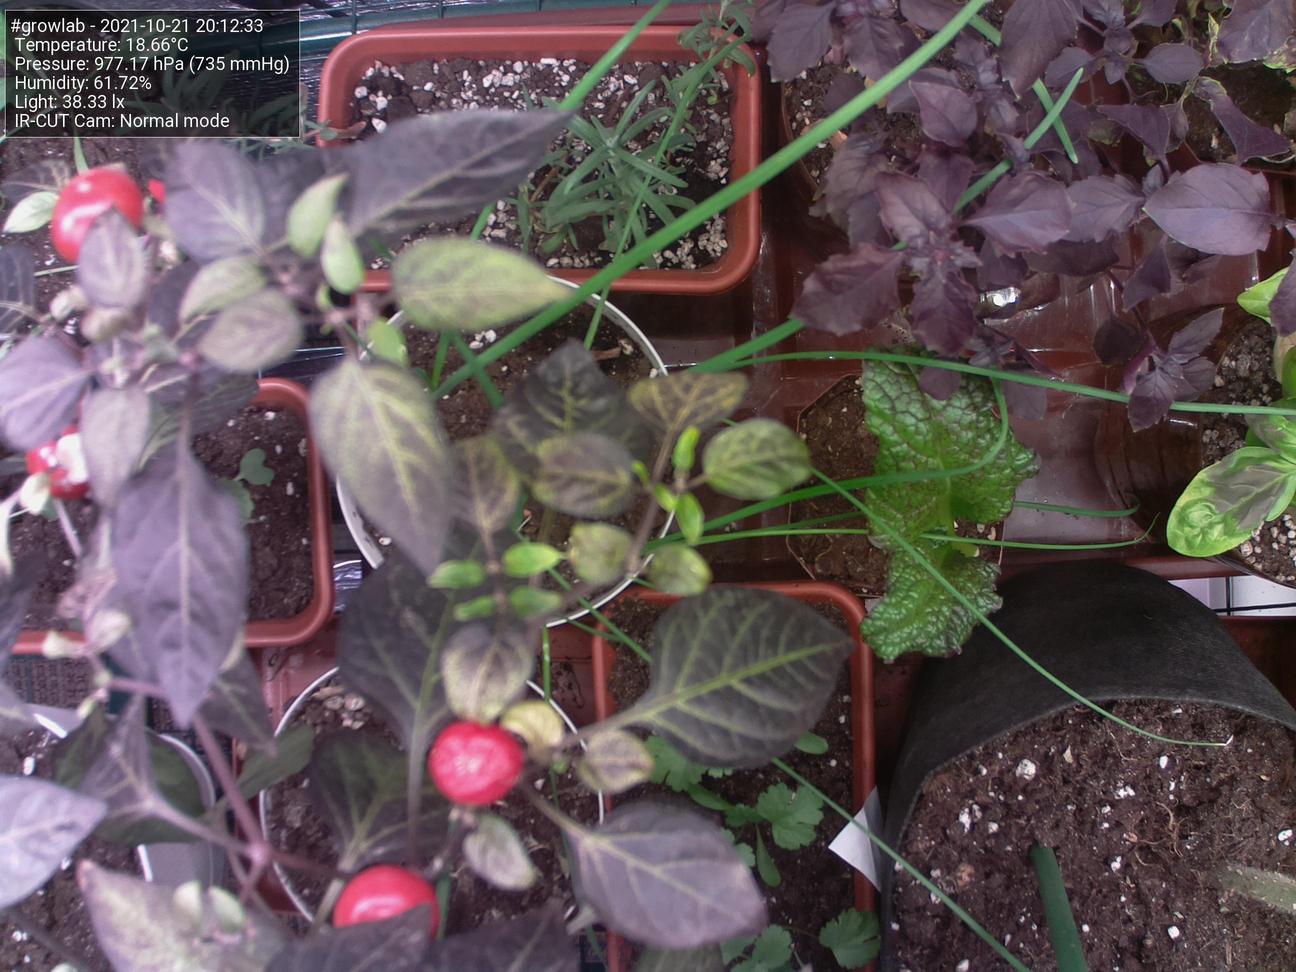 #growlab - 2021-10-21 20:12:33
Temperature: 18.66°C
Pressure: 977.17 hPa (735 mmHg)
Humidity: 61.72%
Light: 38.33 lx
IR-CUT Cam: Normal mode